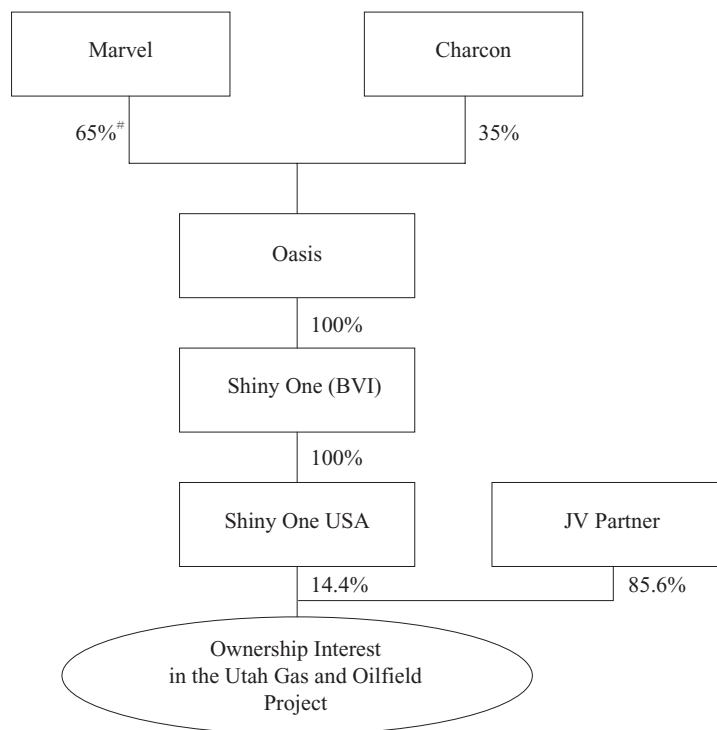 Marvel
Charcon
65%#
35%
Oasis
100%
Shiny One (BVI)
100%
Shiny One USA
JV Partner
14.4%
85.6%
Ownership Interest
in the Utah Gas and Oilfield
Project